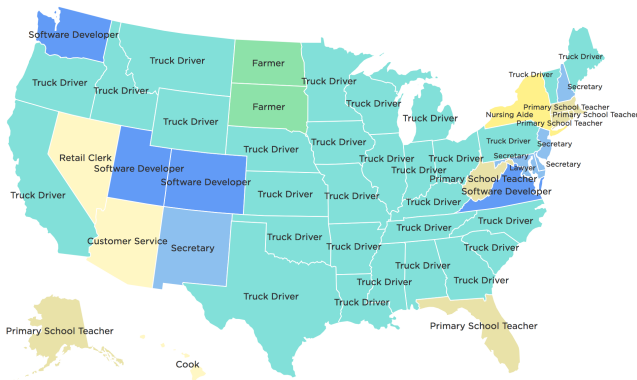 Software Developer
Truck Driver
Farmer
Truck Driver
Truck Driver
Secretary
Truck Driver
Truck Driver
Truck Driver
Truck Driver
Farmer
Truck Driver
Primary School Teacher
Nursing Aide
Primary School Teacher
Primary School Teacher
Truck Driver
Truck Driver
Truck Driver
Truck Driver
Secretary
Retail Clerk
Truck Driver
Truck Driver
Truck Driver
Secretary
Software Developer
Truck Driver
Lawyer
Secretary
Software Developer
Primary School Teacher
Truck Driver
Truck Driver
Truck Driver
Software Developer
Truck Driver
Truck Driver
Truck Driver
Truck Driver
Customer Service
Secretary
Truck Driver
Truck Driver
Truck Driver
Truck Driver
Truck Driver
Truck Driver
Truck Driver
Truck Driver
Primary School Teacher
Primary School Teacher
Cook